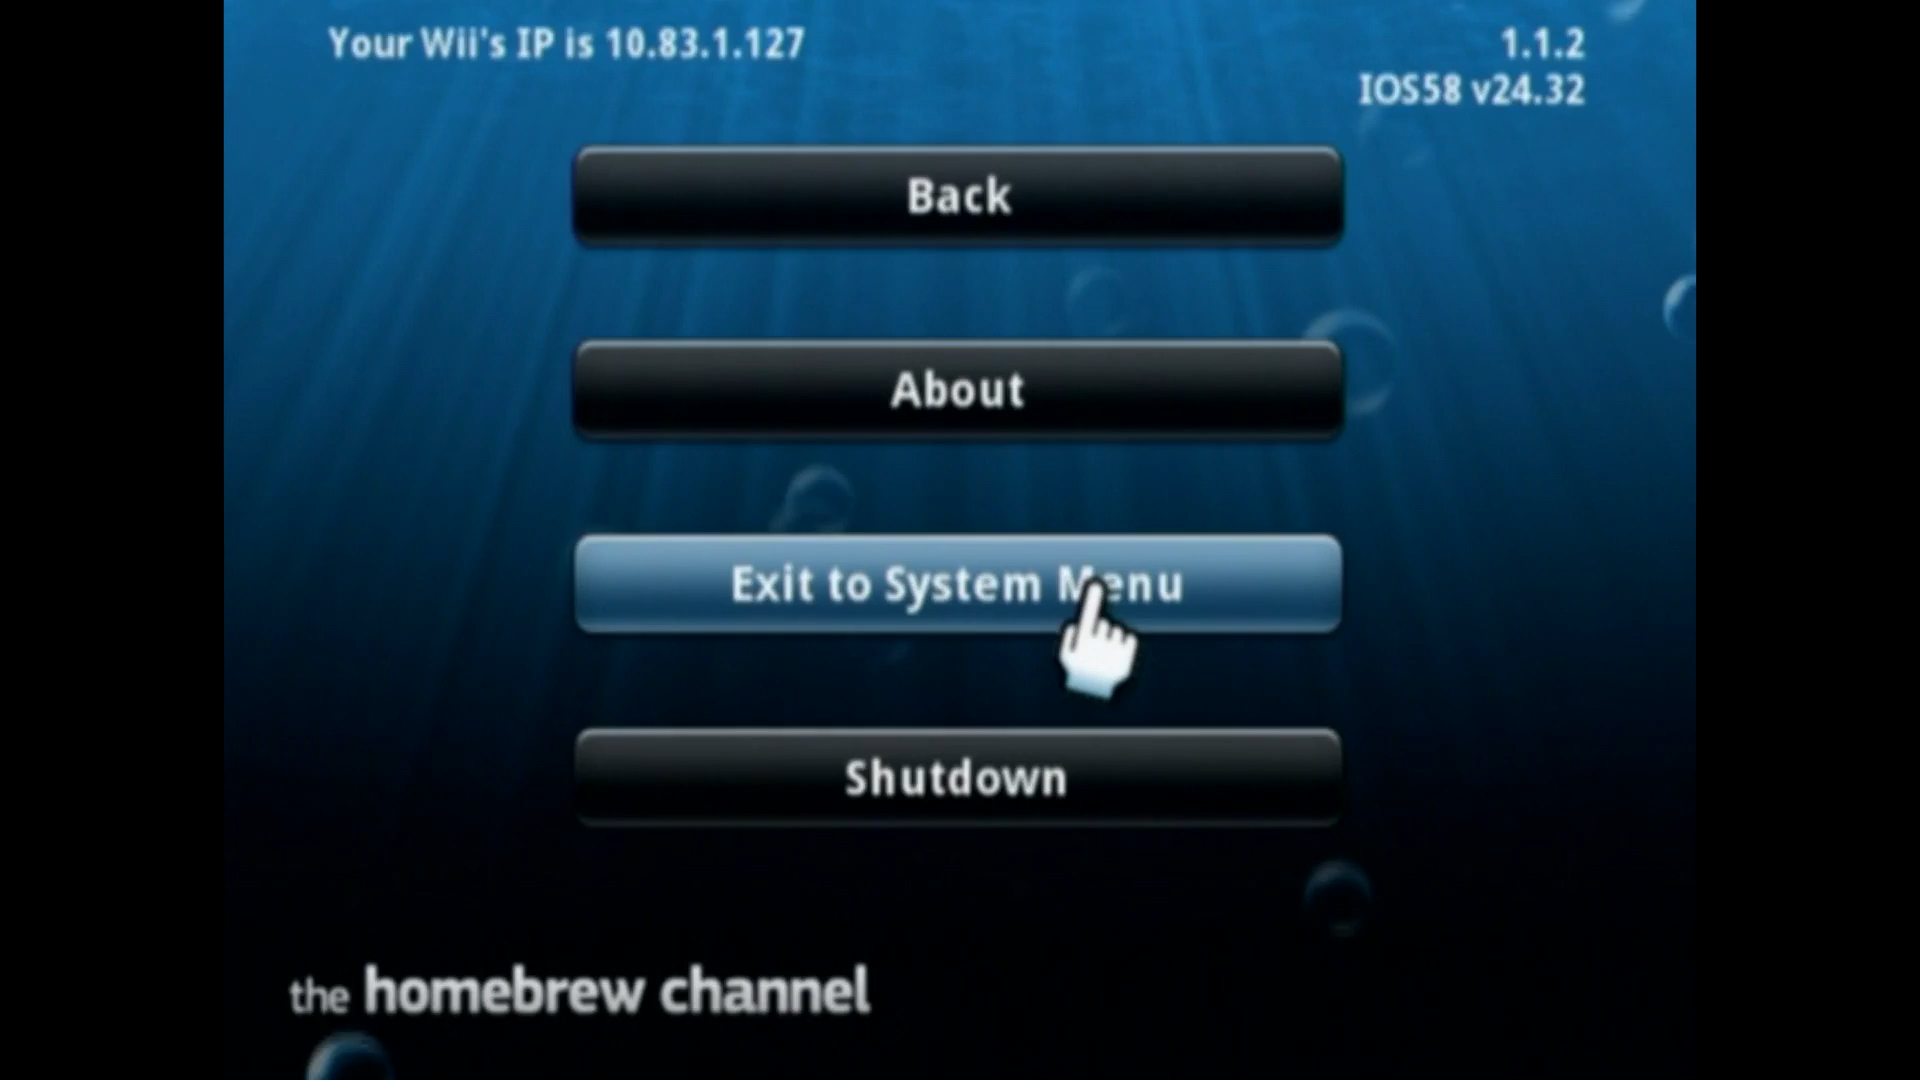 Your Wii's IP is 10.83.1.127
1.1.2
IOS58 v24.32
Back
About
Exit to System Menu
Shutdown
the homebrew channel